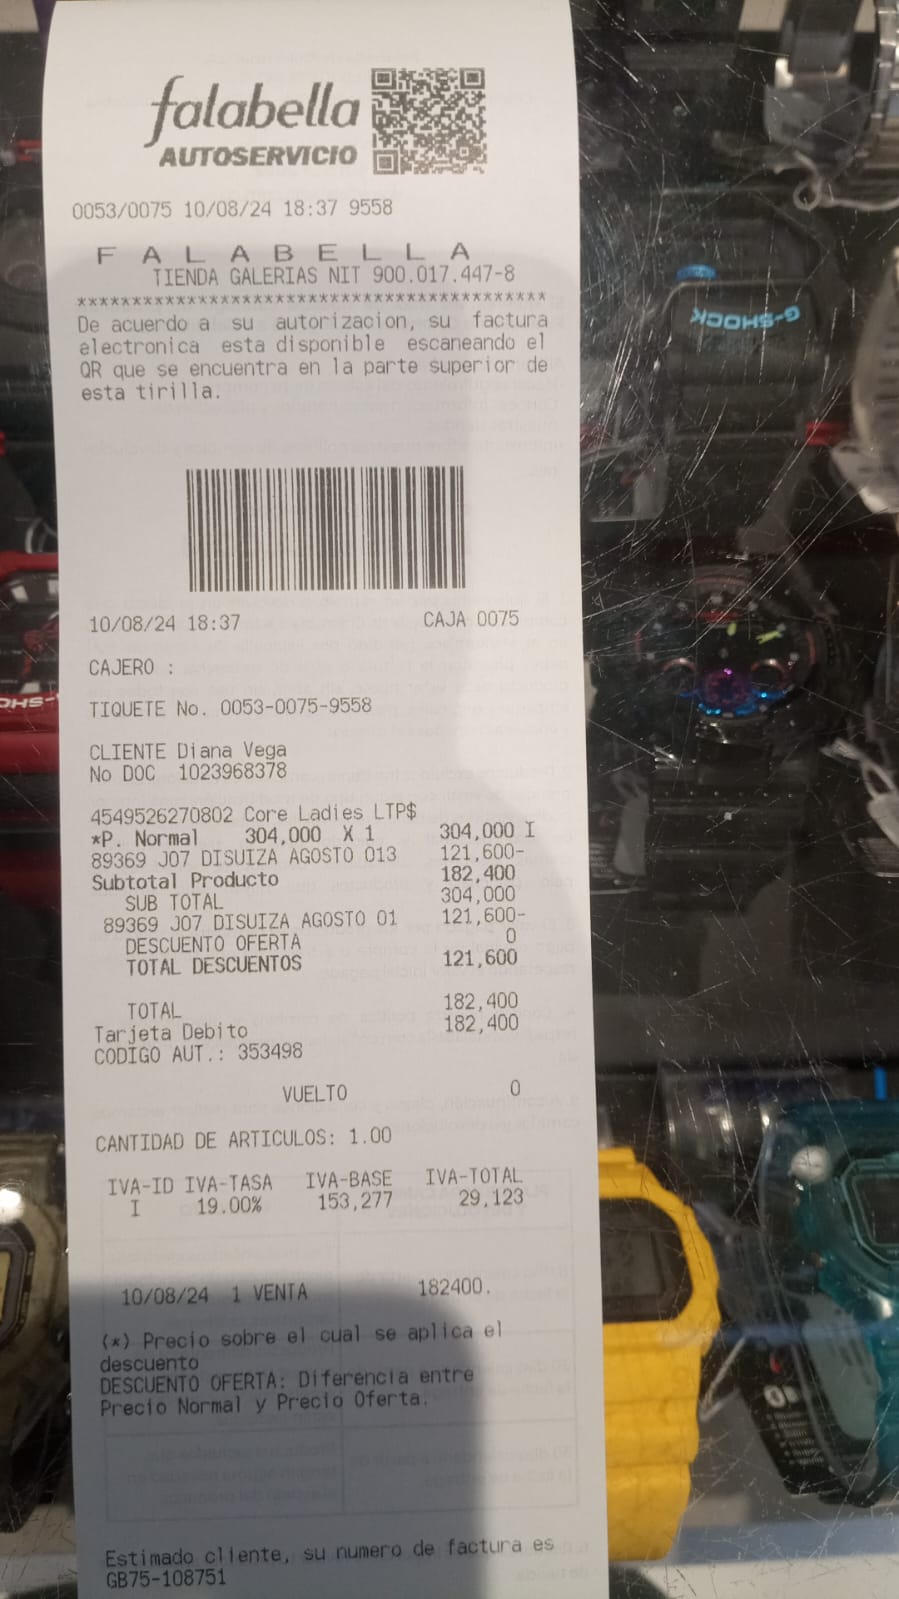 falabella
AUTOSERVICIO
0053/0075 10/08/24 18:37 9558
F A L A B E L L A
TIENDA GALERIAS NIT 900.017.447-8
*******************************************
De acuerdo a su autorizacion, su factura
electronica esta disponible escaneando el
QR que se encuentra en la parte superior de
esta tirilla.
10/08/24 18:37 CAJA 0075
CAJERO :
TIQUETE No. 0053-0075-9558
CLIENTE Diana Vega
No DOC 1023968378
4549526270802 Core Ladies LTP$
*P. Normal 304,000 X 1 304,000 I
89369 J07 DISUIZA AGOSTO 013 121,600-
Subtotal Producto 182,400
SUB TOTAL 304,000
89369 J07 DISUIZA AGOSTO 01 121,600-
DESCUENTO OFERTA 0
TOTAL DESCUENTOS 121,600
TOTAL 182,400
Tarjeta Debito 182,400
CODIGO AUT.: 353498
VUELTO 0
CANTIDAD DE ARTICULOS: 1.00
IVA-ID IVA-TASA IVA-BASE IVA-TOTAL
I 19.00% 153,277 29,123
10/08/24 1 VENTA 182400.
(*) Precio sobre el cual se aplica el
descuento
DESCUENTO OFERTA: Diferencia entre
Precio Normal y Precio Oferta.
Estimado cliente, su numero de factura es
GB75-108751
G-SHOCK